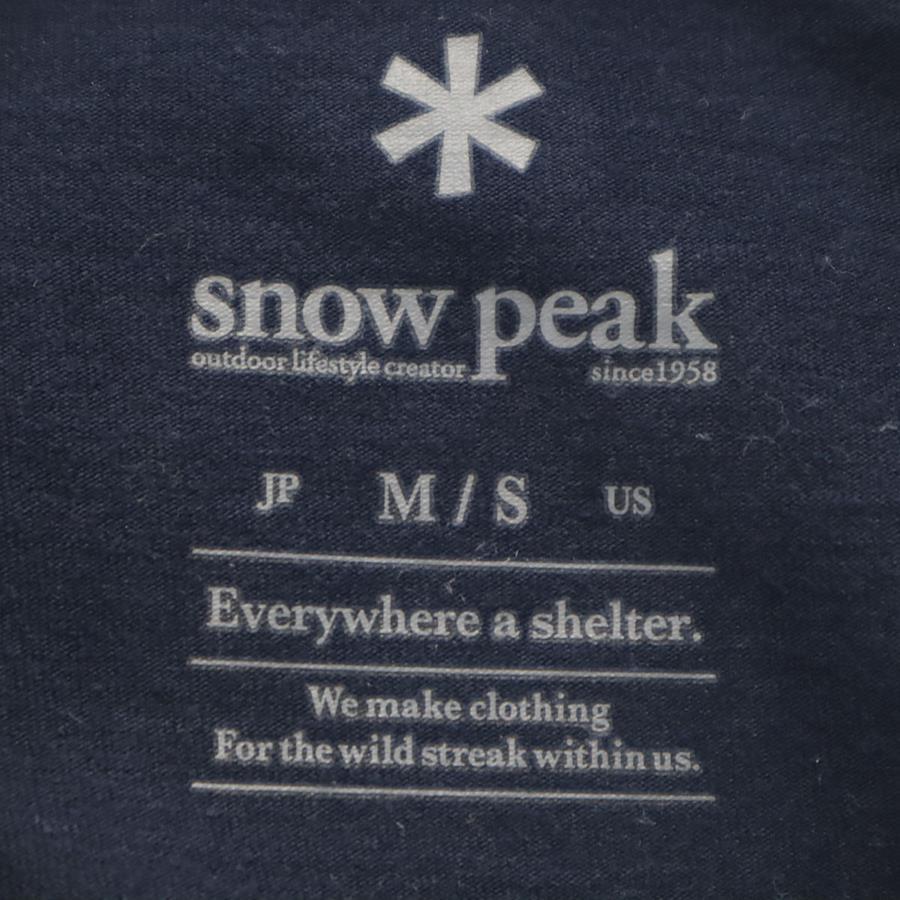 snow peak
outdoor lifestyle creator since1958
JP M / S US
Everywhere a shelter.
We make clothing
For the wild streak within us.